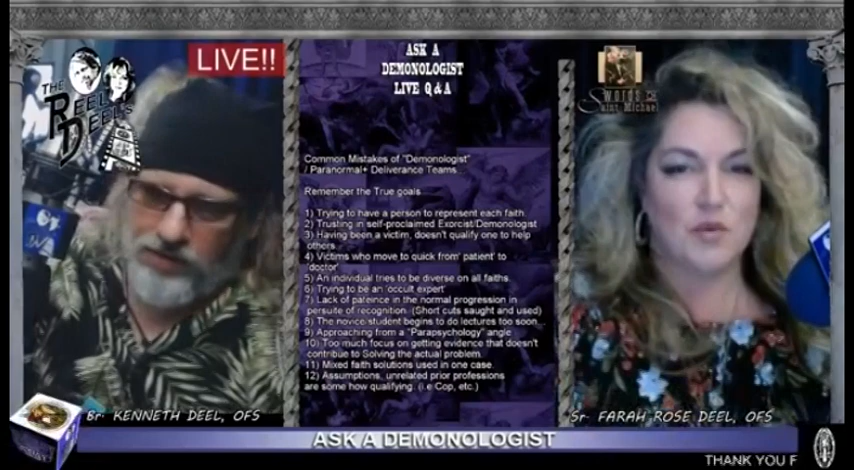 LIVE!!
THE
REEL
DEEL'S
ASK A
DEMONOLOGIST
LIVE Q&A
SWORDS OF
Saint Michael
Common Mistakes of "Demonologist"
/ Paranormal+ Deliverance Teams
Remember the True goals
1) Trying to have a person to represent each faith
2) Trusting in self-proclaimed Exorcist/Demonologist
3) Having been a victim, doesn't qualify one to help
others
4) Victims who move to quick from' patient' to
'doctor'
5) An individual tries to be diverse on all faiths.
6) Trying to be an 'occult expert'
7) Lack of pateince in the normal progression in
persuite of recognition. (Short cuts saught and used)
8) The novice/student begins to do lectures too soon...
9) Approaching from a "Parapsychology" angle
10) Too much focus on getting evidence that doesn't
contribute to Solving the actual problem.
11) Mixed faith solutions used in one case.
12) Assumptions, unrelated prior professions
are some how qualifying. (i.e Cop, etc.)
Br. KENNETH DEEL, OFS
Sr. FARAH ROSE DEEL, OFS
ASK A DEMONOLOGIST
THANK YOU F